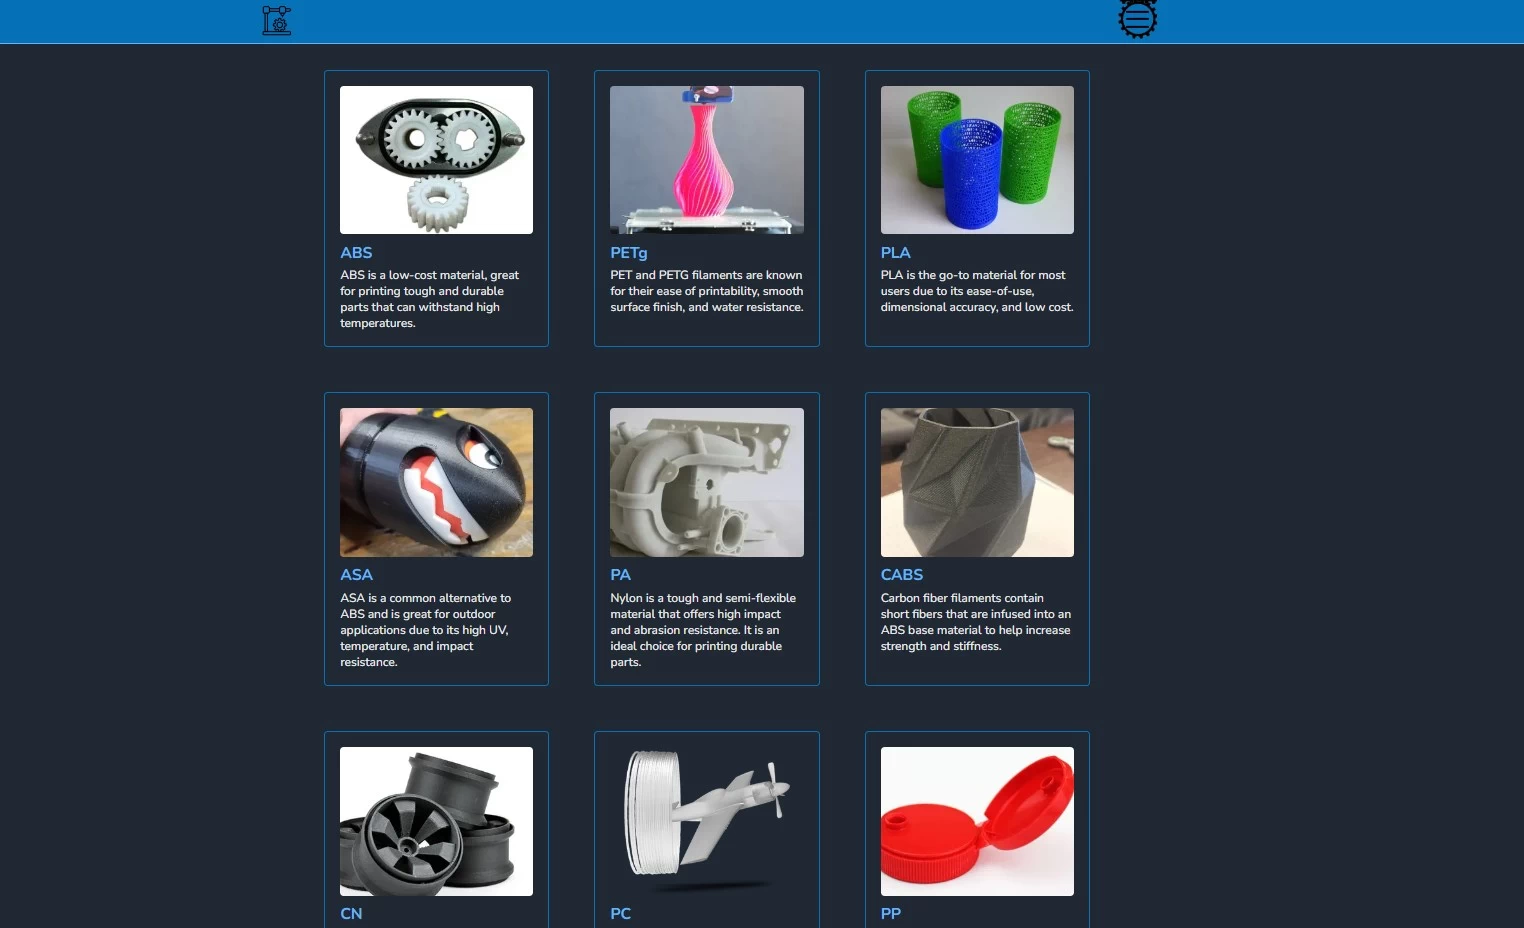 ABS
ABS is a low-cost material, great
for printing tough and durable
parts that can withstand high
temperatures.
PETg
PET and PETG filaments are known
for their ease of printability, smooth
surface finish, and water resistance.
PLA
PLA is the go-to material for most
users due to its ease-of-use,
dimensional accuracy, and low cost.
ASA
ASA is a common alternative to
ABS and is great for outdoor
applications due to its high UV,
temperature, and impact
resistance.
PA
Nylon is a tough and semi-flexible
material that offers high impact
and abrasion resistance. It is an
ideal choice for printing durable
parts.
CABS
Carbon fiber filaments contain
short fibers that are infused into an
ABS base material to help increase
strength and stiffness.
CN
PC
PP